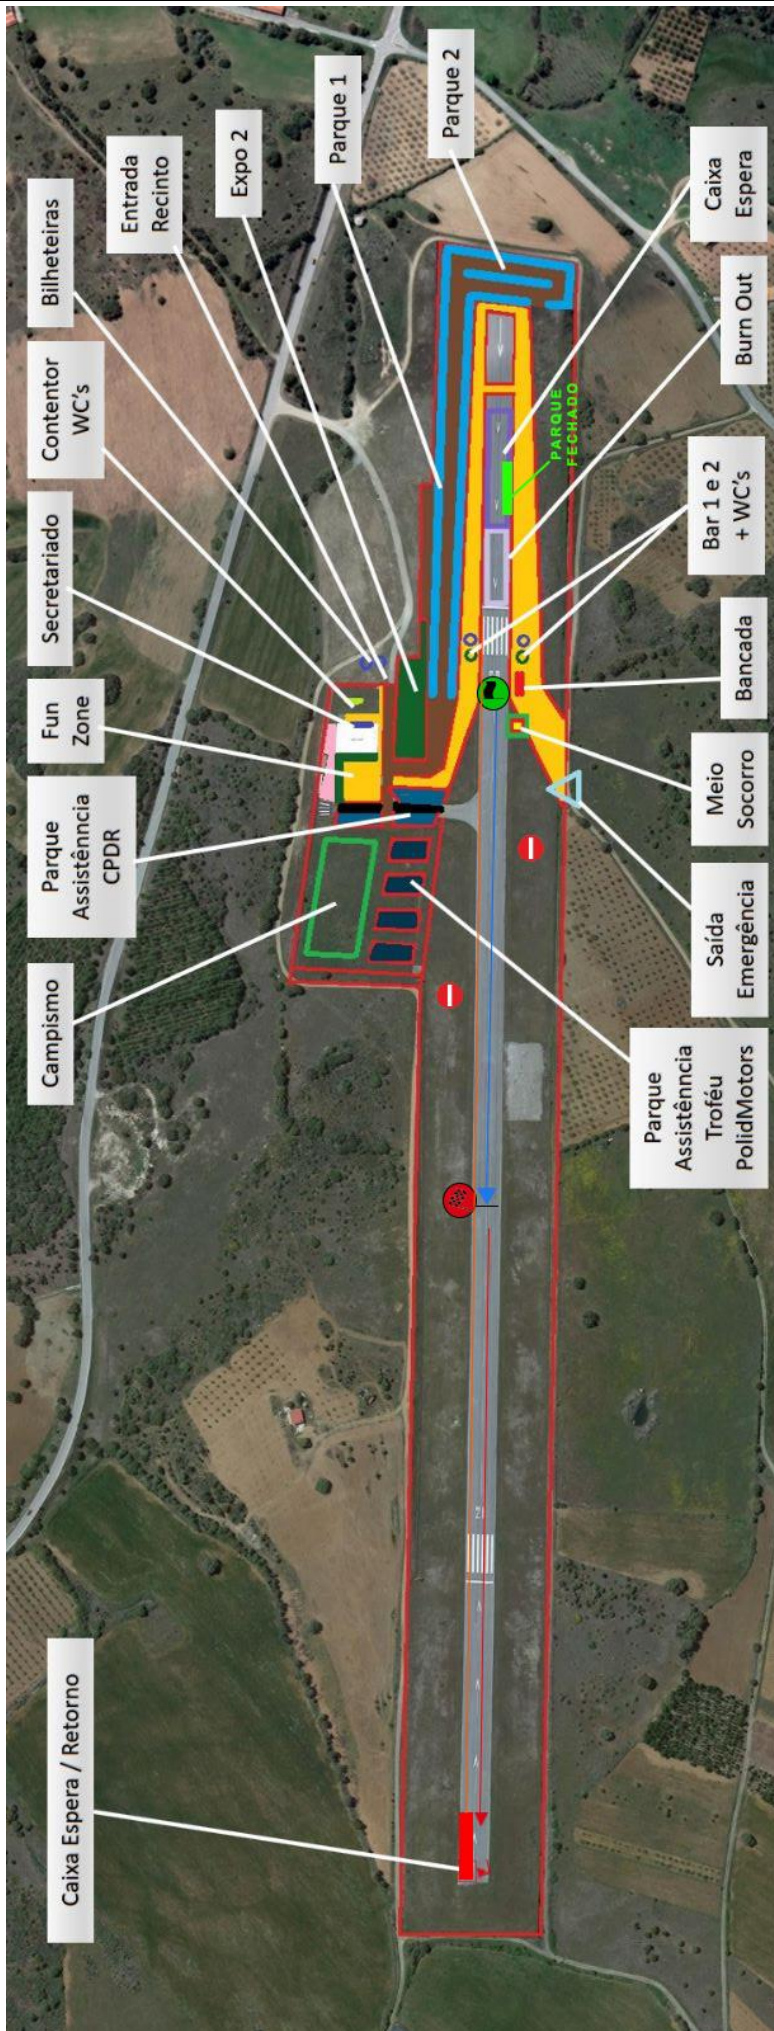 Caixa Espera / Retorno
Campismo
Parque
Assistênncia
CPDR
Fun
Zone
Secretariado
Contentor
WC's
Bilheteiras
Entrada
Recinto
Expo 2
Parque 1
Parque 2
PARQUE
FECHADO
Parque
Assistênncia
Troféu
PolidMotors
Saída
Emergência
Meio
Socorro
Bancada
Bar 1 e 2
+ WC's
Burn Out
Caixa
Espera